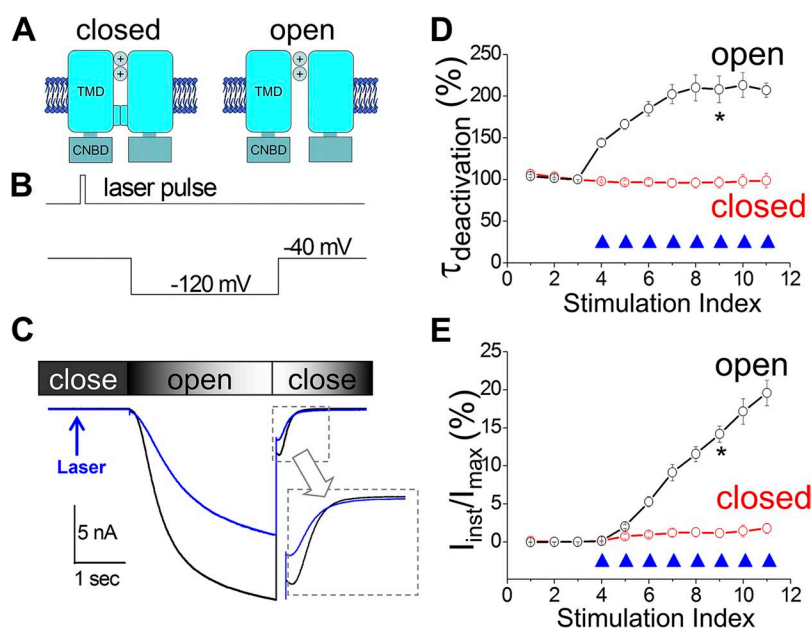 A
closed
open
TMD
TMD
CNBD
CNBD
B
laser pulse
-40 mV
-120 mV
C
close
open
close
Laser
5 nA
1 sec
D
τdeactivation (%)
250
200
150
100
50
0
open
*
closed
0 2 4 6 8 10 12
Stimulation Index
E
Iinst/Imax (%)
25
20
15
10
5
0
open
*
closed
0 2 4 6 8 10 12
Stimulation Index